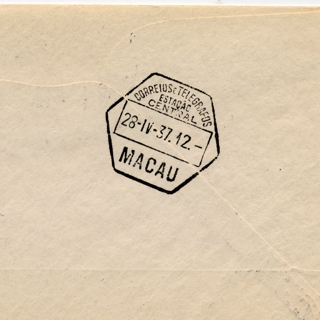 CORREIOS E TELEGRAFOS
ESTAÇÃO
CENTRAL
28-IV-37.12.-
MACAU